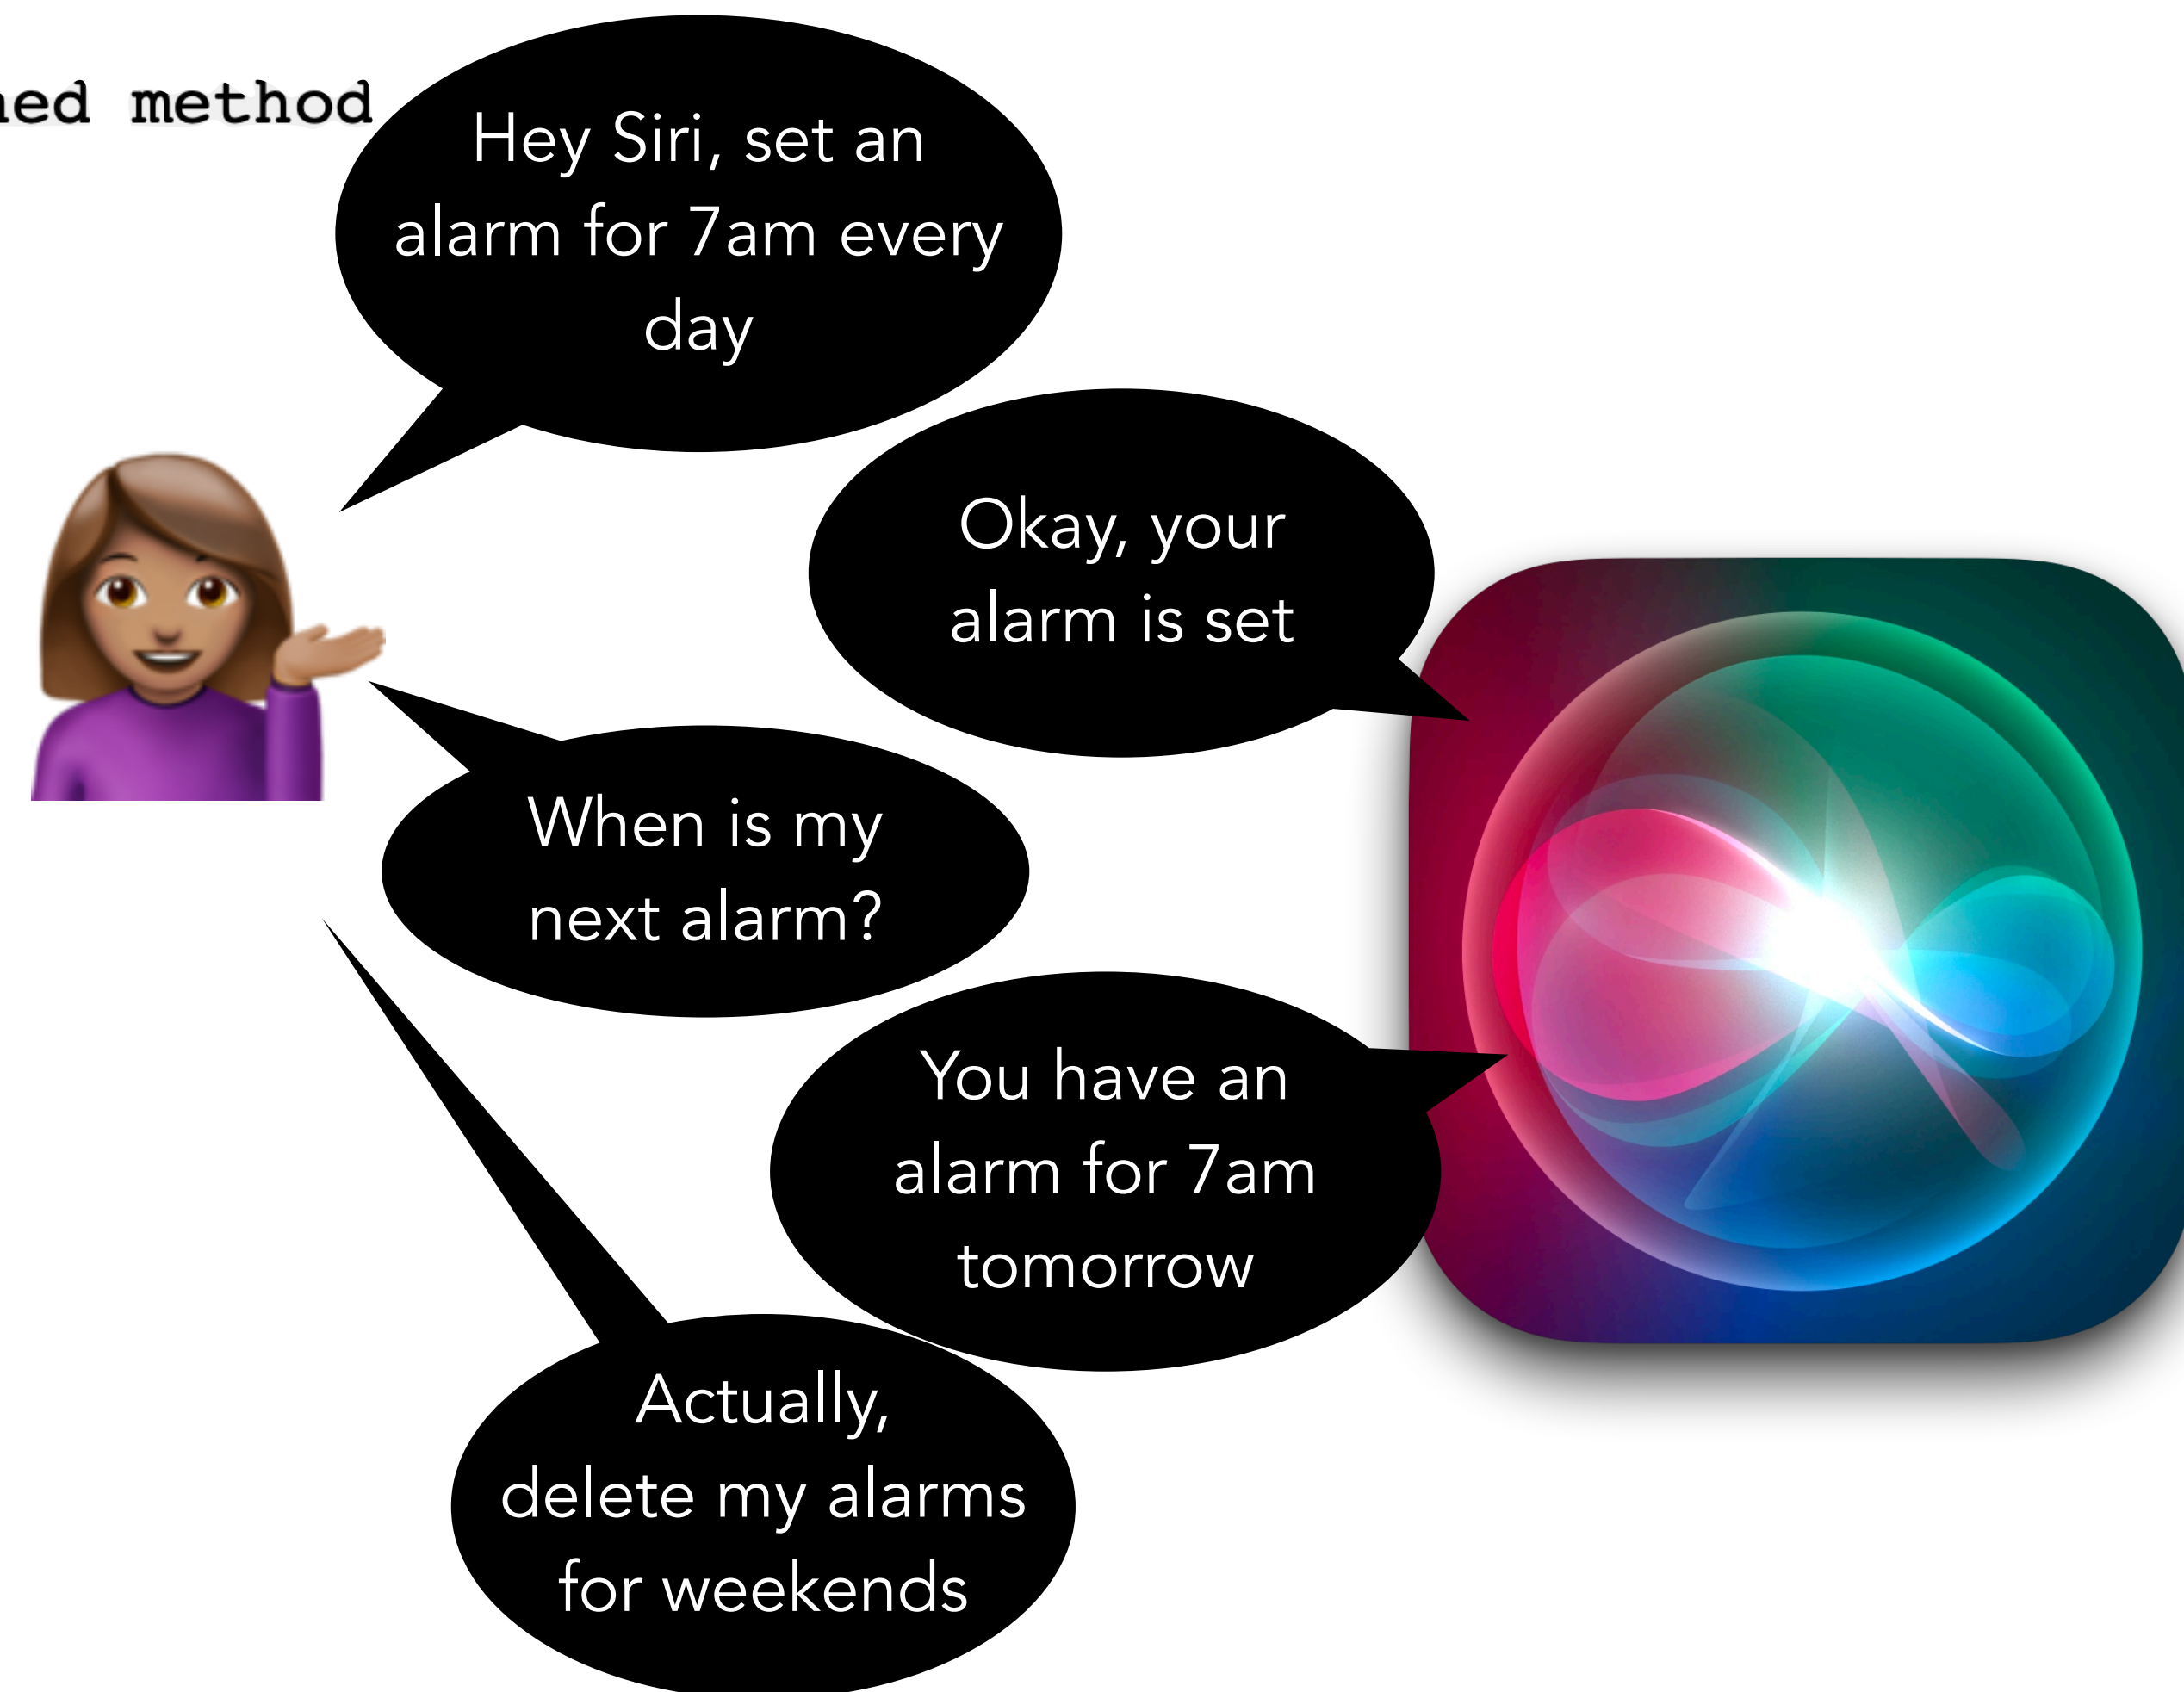 method
Hey Siri, set an
alarm for 7am every
day
Okay, your
alarm is set
When is my
next alarm?
You have an
alarm for 7am
tomorrow
Actually,
delete my alarms
for weekends